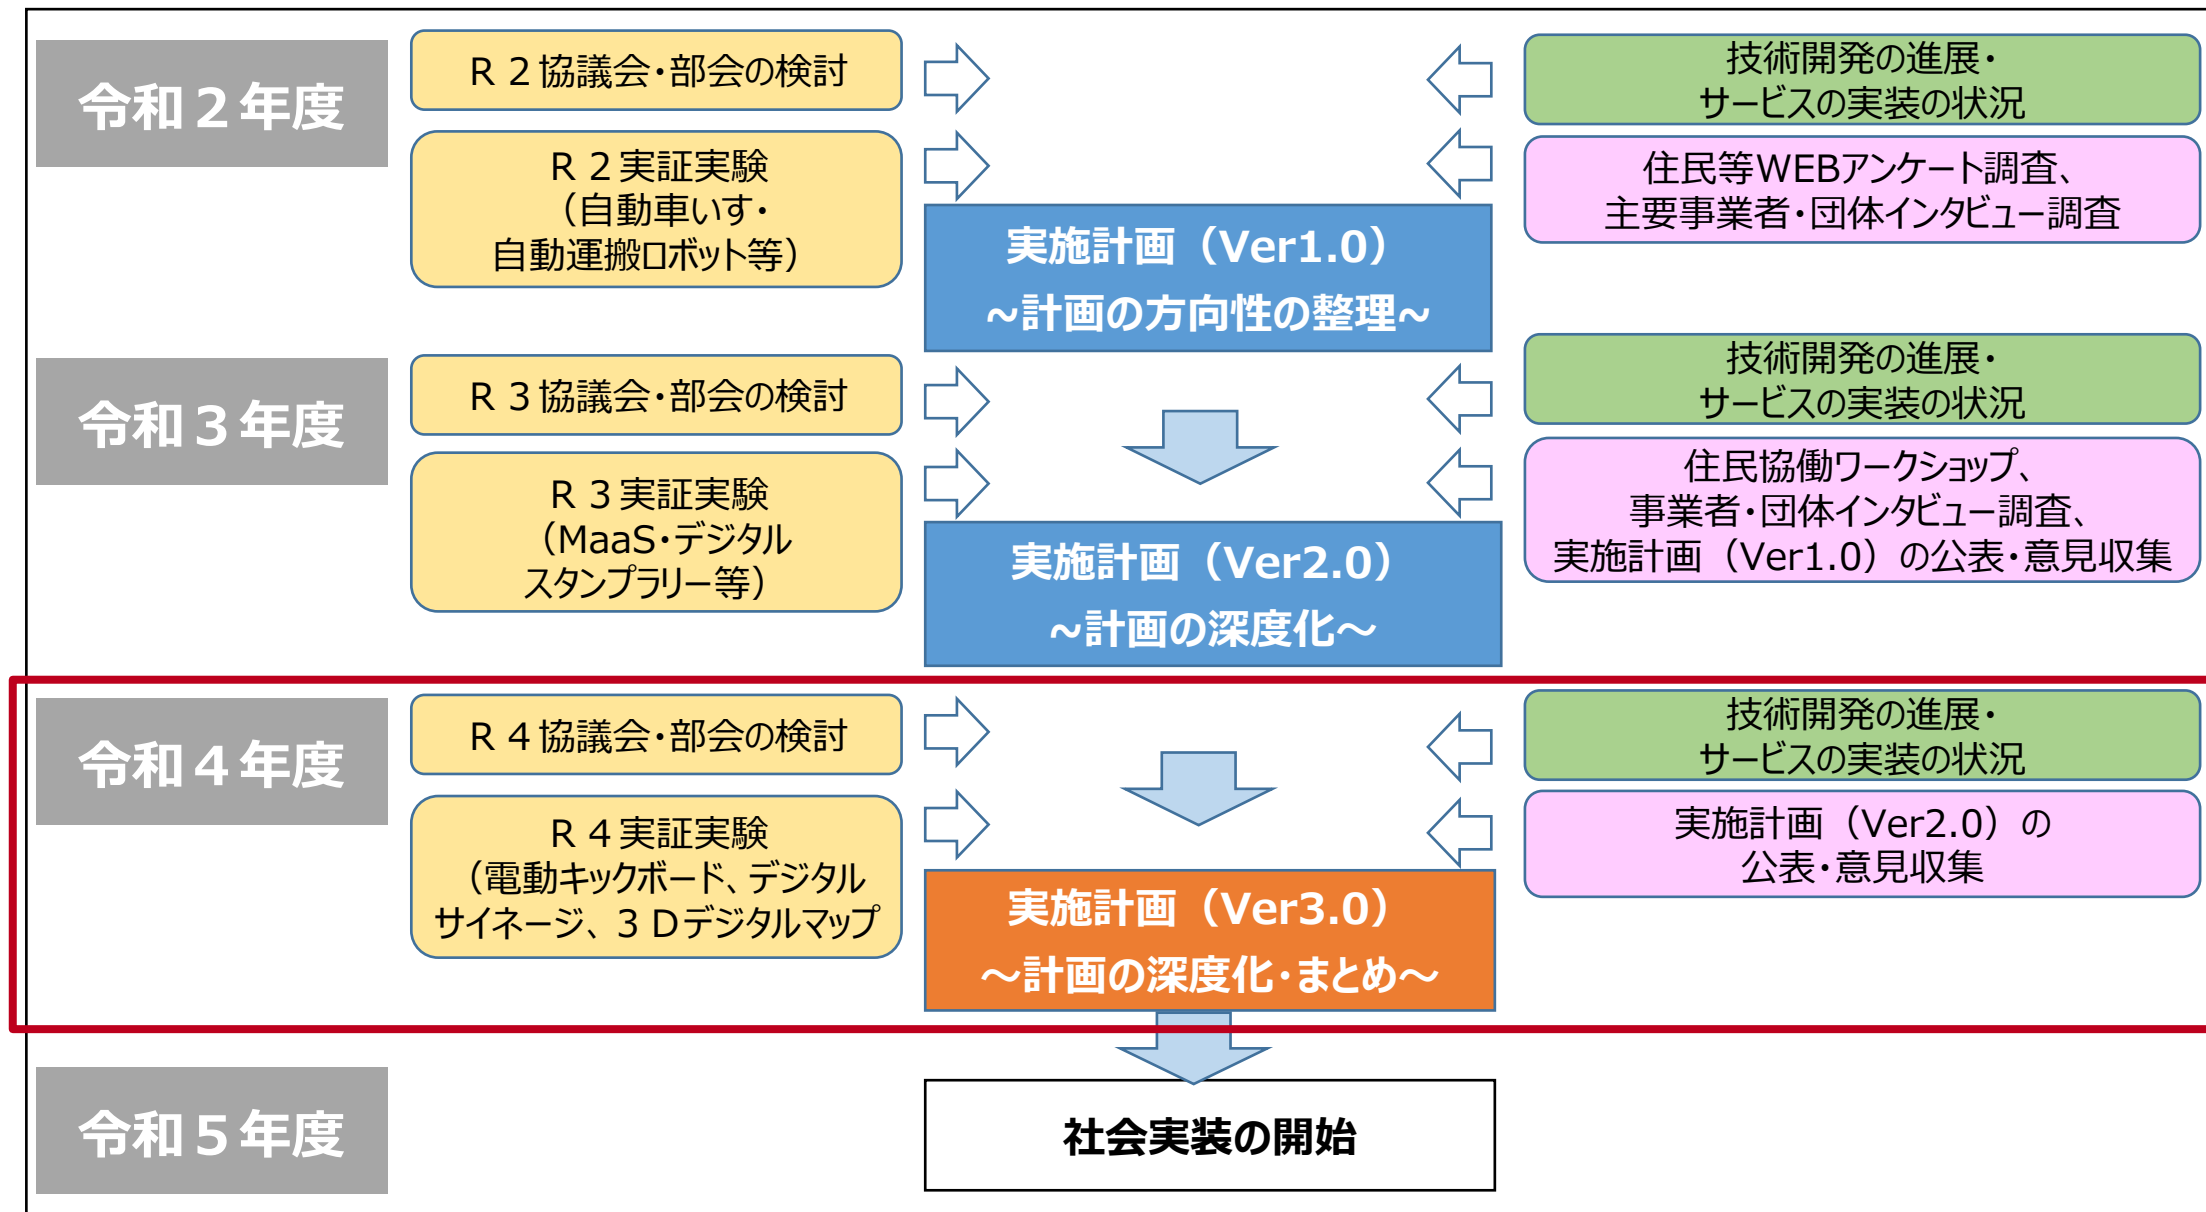 令和２年度
Ｒ２協議会・部会の検討
Ｒ２実証実験
（自動車いす・
自動運搬ロボット等）
技術開発の進展・
サービスの実装の状況
住民等WEBアンケート調査、
主要事業者・団体インタビュー調査
実施計画（Ver1.0）
~計画の方向性の整理~
令和３年度
Ｒ３協議会・部会の検討
Ｒ３実証実験
（MaaS・デジタル
スタンプラリー等）
技術開発の進展・
サービスの実装の状況
住民協働ワークショップ、
事業者・団体インタビュー調査、
実施計画（Ver1.0）の公表・意見収集
実施計画（Ver2.0）
~計画の深度化～
令和４年度
Ｒ４協議会・部会の検討
Ｒ４実証実験
（電動キックボード、デジタル
サイネージ、３Ｄデジタルマップ
技術開発の進展・
サービスの実装の状況
実施計画（Ver2.0）の
公表・意見収集
実施計画（Ver3.0）
～計画の深度化・まとめ～
令和５年度
社会実装の開始